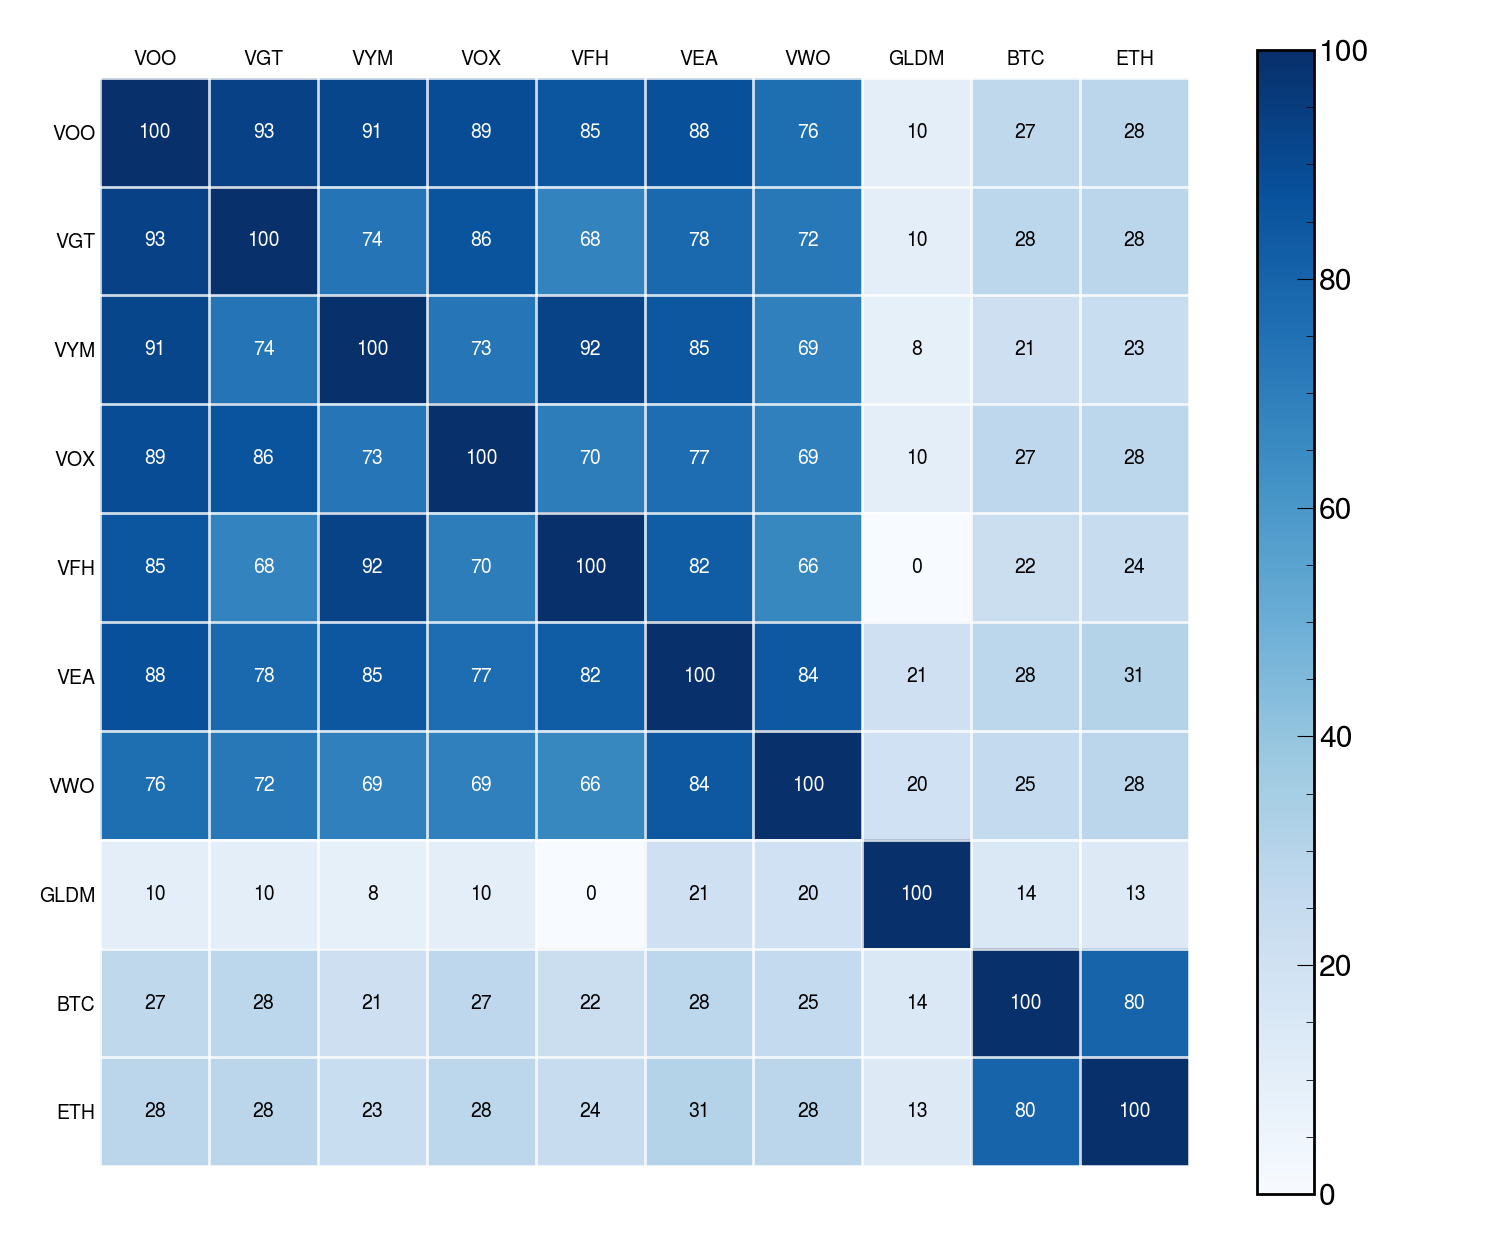 VOO VGT VYM VOX VFH VEA VWO GLDM BTC ETH
VOO 100 93 91 89 85 88 76 10 27 28
VGT 93 100 74 86 68 78 72 10 28 28
VYM 91 74 100 73 92 85 69 8 21 23
VOX 89 86 73 100 70 77 69 10 27 28
VFH 85 68 92 70 100 82 66 0 22 24
VEA 88 78 85 77 82 100 84 21 28 31
VWO 76 72 69 69 66 84 100 20 25 28
GLDM 10 10 8 10 0 21 20 100 14 13
BTC 27 28 21 27 22 28 25 14 100 80
ETH 28 28 23 28 24 31 28 13 80 100
100
80
60
40
20
0